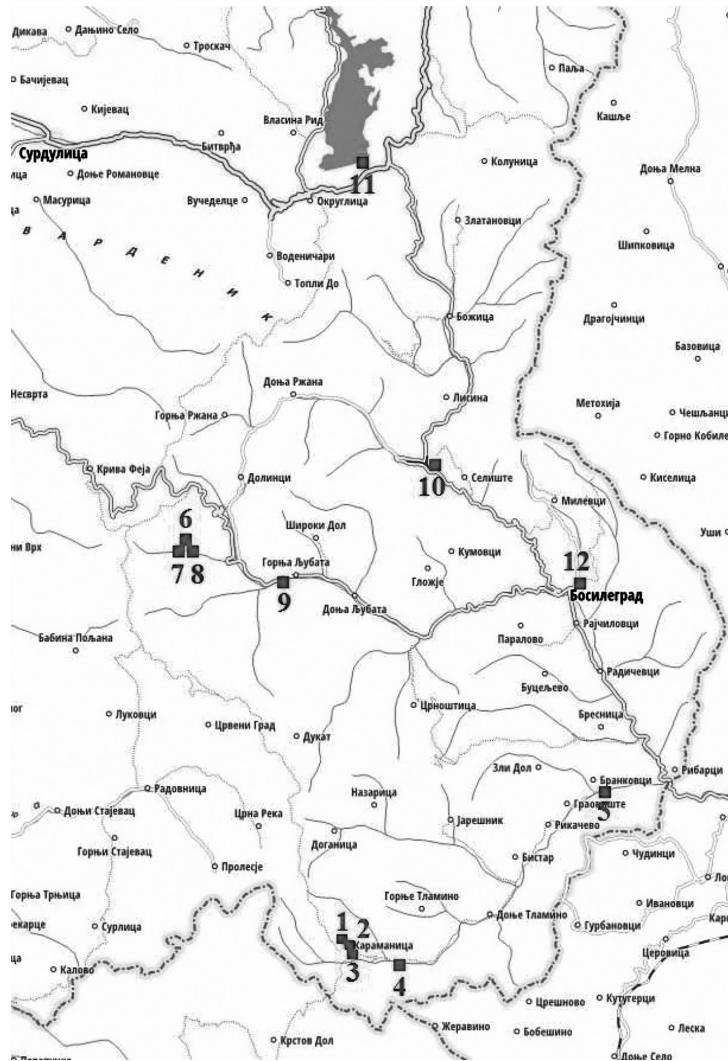 Дикава
Дањино Село
Троскач
Бачијевац
Паља
Кијевац
Кашље
Власина Рид
Битврђа
Сурдулица
Колуница
11
Доње Романовце
Доња Мелна
Масурица
Вучеделце
Округлица
Златановци
ВАРДЕНИК
Шипковица
Воденичари
Топли До
Драгојчинци
Божица
Базовица
Доња Ржана
Несврта
Лисина
Метохија
Горња Ржана
Чешљанци
Горно Кобиле
Крива Феја
10
Долинци
Селиште
Киселица
Милевци
6
Широки Дол
Уши
ни Врх
Кумовци
7 8
Горња Љубата
12
Гложје
9
Доња Љубата
Босилеград
Рајчиловци
Паралово
Бабина Пољана
Радичевци
Буцељево
Црноштица
Луковци
Црвени Град
Бресница
Дукат
Зли Дол
Рибарци
Бранковци
Радовница
Назарица
5
Граовиште
Доњи Стајевац
Црна Река
Јарешник
Рикачево
Доганица
Горњи Стајевац
Чудинци
Бистар
Пролесје
Горња Трњица
Горње Тламино
Ивановци
Доње Тламино
Сурлица
Гурбановци
1 2
Караманица
Церовица
3
4
Калово
Црешново
Кутугерци
Жеравино
Бобешино
Леска
Крстов Дол
Доње Село